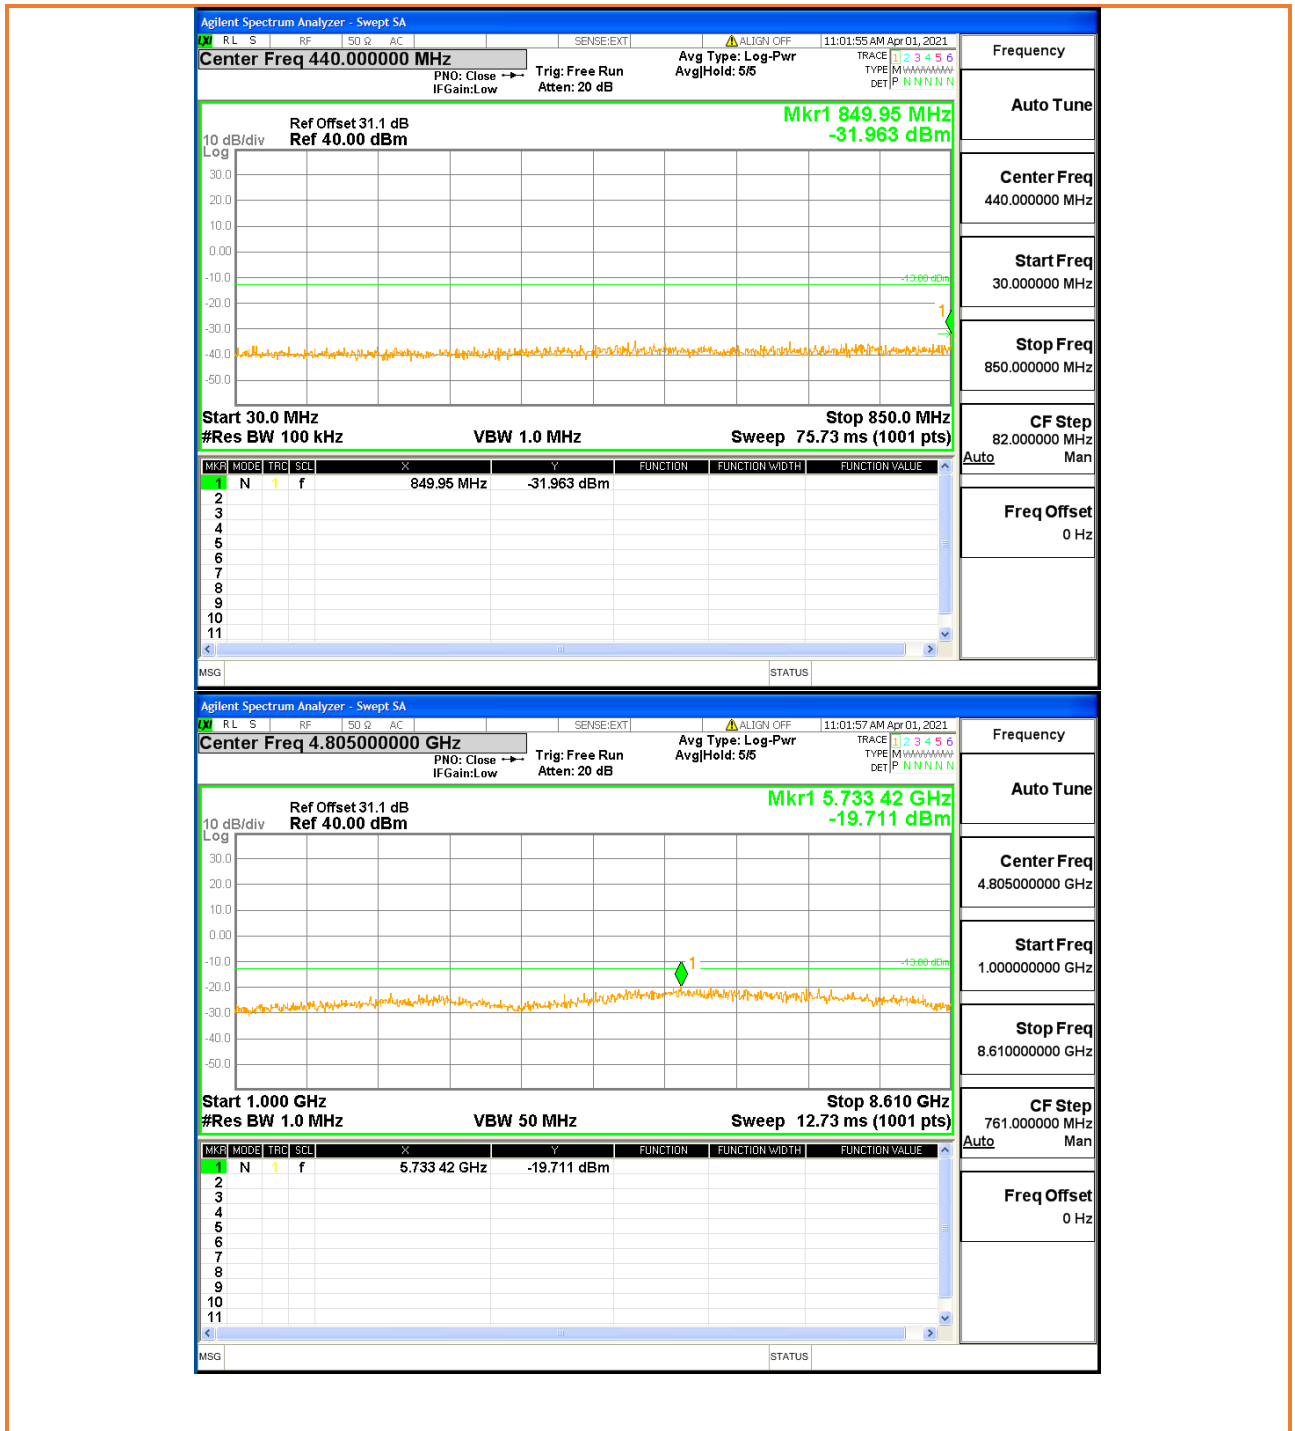 Agilent Spectrum Analyzer - Swept SA
LXI RL S RF 50 Ω AC SENSE:EXT ALIGN OFF 11:01:55 AM Apr 01, 2021
Center Freq 440.000000 MHz
PNO: Close
IFGain:Low
Trig: Free Run
Atten: 20 dB
Avg Type: Log-Pwr
Avg|Hold: 5/5
TRACE 1 2 3 4 5 6
TYPE M
DET P N N N N N
Mkr1 849.95 MHz
-31.963 dBm
Ref Offset 31.1 dB
10 dB/div Ref 40.00 dBm
Log
30.0
20.0
10.0
0.00
-10.0
-13.00 dBm
-20.0
1
-30.0
-40.0
-50.0
Start 30.0 MHz Stop 850.0 MHz
#Res BW 100 kHz VBW 1.0 MHz Sweep 75.73 ms (1001 pts)
MKR MODE TRC SCL X Y FUNCTION FUNCTION WIDTH FUNCTION VALUE
1 N 1 f 849.95 MHz -31.963 dBm
2
3
4
5
6
7
8
9
10
11
MSG STATUS
Frequency
Auto Tune
Center Freq
440.000000 MHz
Start Freq
30.000000 MHz
Stop Freq
850.000000 MHz
CF Step
82.000000 MHz
Auto Man
Freq Offset
0 Hz
Agilent Spectrum Analyzer - Swept SA
LXI RL S RF 50 Ω AC SENSE:EXT ALIGN OFF 11:01:57 AM Apr 01, 2021
Center Freq 4.805000000 GHz
PNO: Close
IFGain:Low
Trig: Free Run
Atten: 20 dB
Avg Type: Log-Pwr
Avg|Hold: 5/5
TRACE 1 2 3 4 5 6
TYPE M
DET P N N N N N
Mkr1 5.733 42 GHz
-19.711 dBm
Ref Offset 31.1 dB
10 dB/div Ref 40.00 dBm
Log
30.0
20.0
10.0
0.00
-10.0
1
-13.00 dBm
-20.0
-30.0
-40.0
-50.0
Start 1.000 GHz Stop 8.610 GHz
#Res BW 1.0 MHz VBW 50 MHz Sweep 12.73 ms (1001 pts)
MKR MODE TRC SCL X Y FUNCTION FUNCTION WIDTH FUNCTION VALUE
1 N 1 f 5.733 42 GHz -19.711 dBm
2
3
4
5
6
7
8
9
10
11
MSG STATUS
Frequency
Auto Tune
Center Freq
4.805000000 GHz
Start Freq
1.000000000 GHz
Stop Freq
8.610000000 GHz
CF Step
761.000000 MHz
Auto Man
Freq Offset
0 Hz